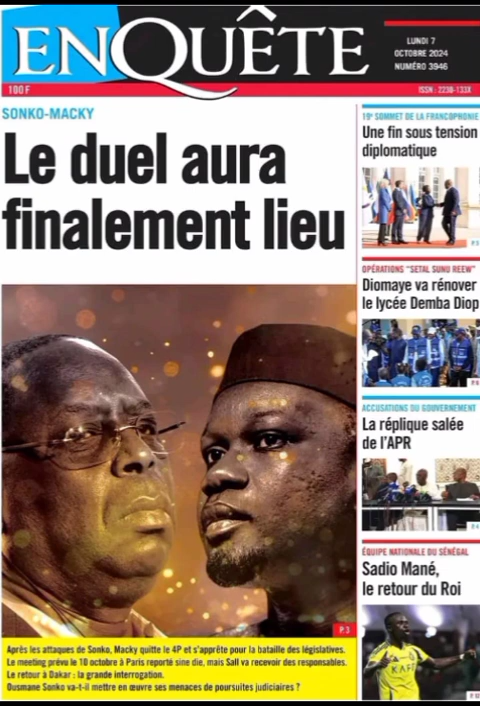 ENQUÊTE
LUNDI 7
OCTOBRE 2024
NUMÉRO 3946
100 F
ISSN : 2230-133X
SONKO-MACKY
Le duel aura
finalement lieu
P.3
Après les attaques de Sonko, Macky quitte le 4P et s'apprête pour la bataille des législatives.
Le meeting prévu le 10 octobre à Paris reporté sine die, mais Sall va recevoir des responsables.
Le retour à Dakar : la grande interrogation.
Ousmane Sonko va-t-il mettre en œuvre ses menaces de poursuites judiciaires ?
19e SOMMET DE LA FRANCOPHONIE
Une fin sous tension
diplomatique
OPÉRATIONS "SETAL SUNU REEW"
Diomaye va rénover
le lycée Demba Diop
ACCUSATIONS DU GOUVERNEMENT
La réplique salée
de l'APR
ÉQUIPE NATIONALE DU SÉNÉGAL
Sadio Mané,
le retour du Roi
KAFD